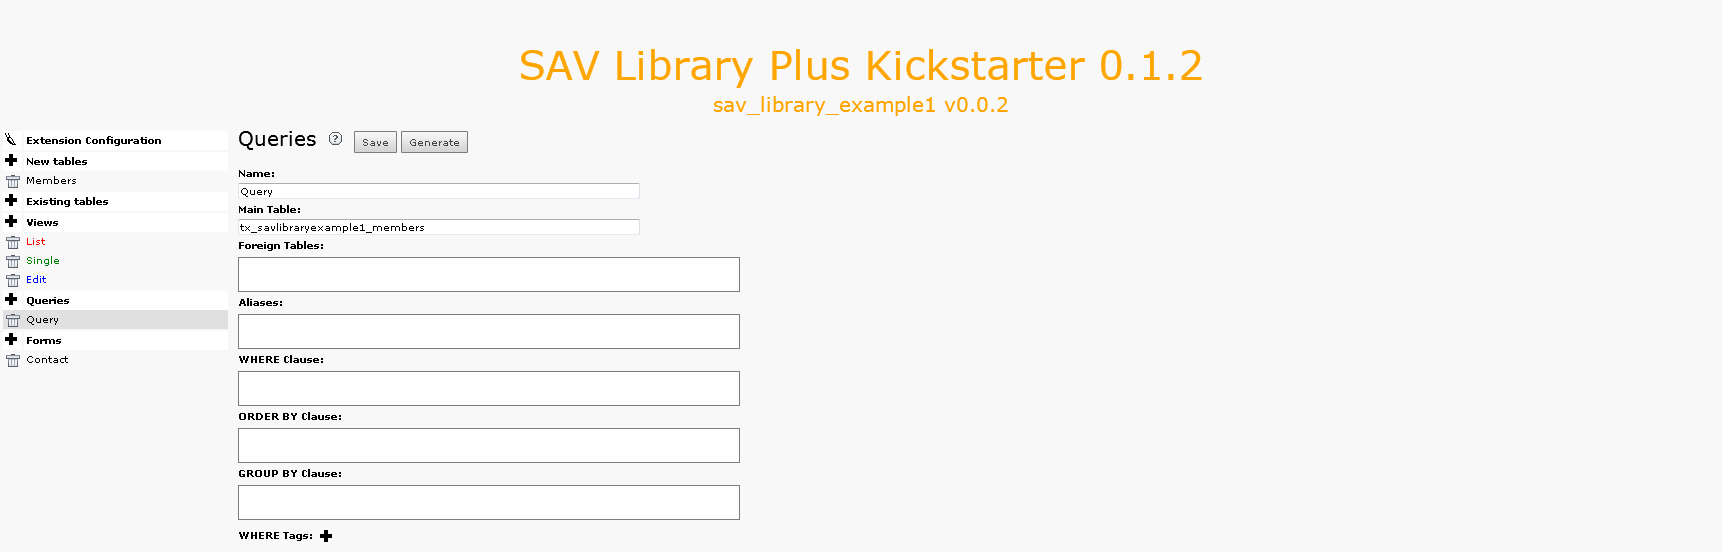 SAV Library Plus Kickstarter 0.1.2
sav_library_example1 v0.0.2
Extension Configuration
New tables
Members
Existing tables
Views
List
Single
Edit
Queries
Query
Forms
Contact
Queries ? Save Generate
Name:
Query
Main Table:
tx_savlibraryexample1_members
Foreign Tables:
Aliases:
WHERE Clause:
ORDER BY Clause:
GROUP BY Clause:
WHERE Tags: